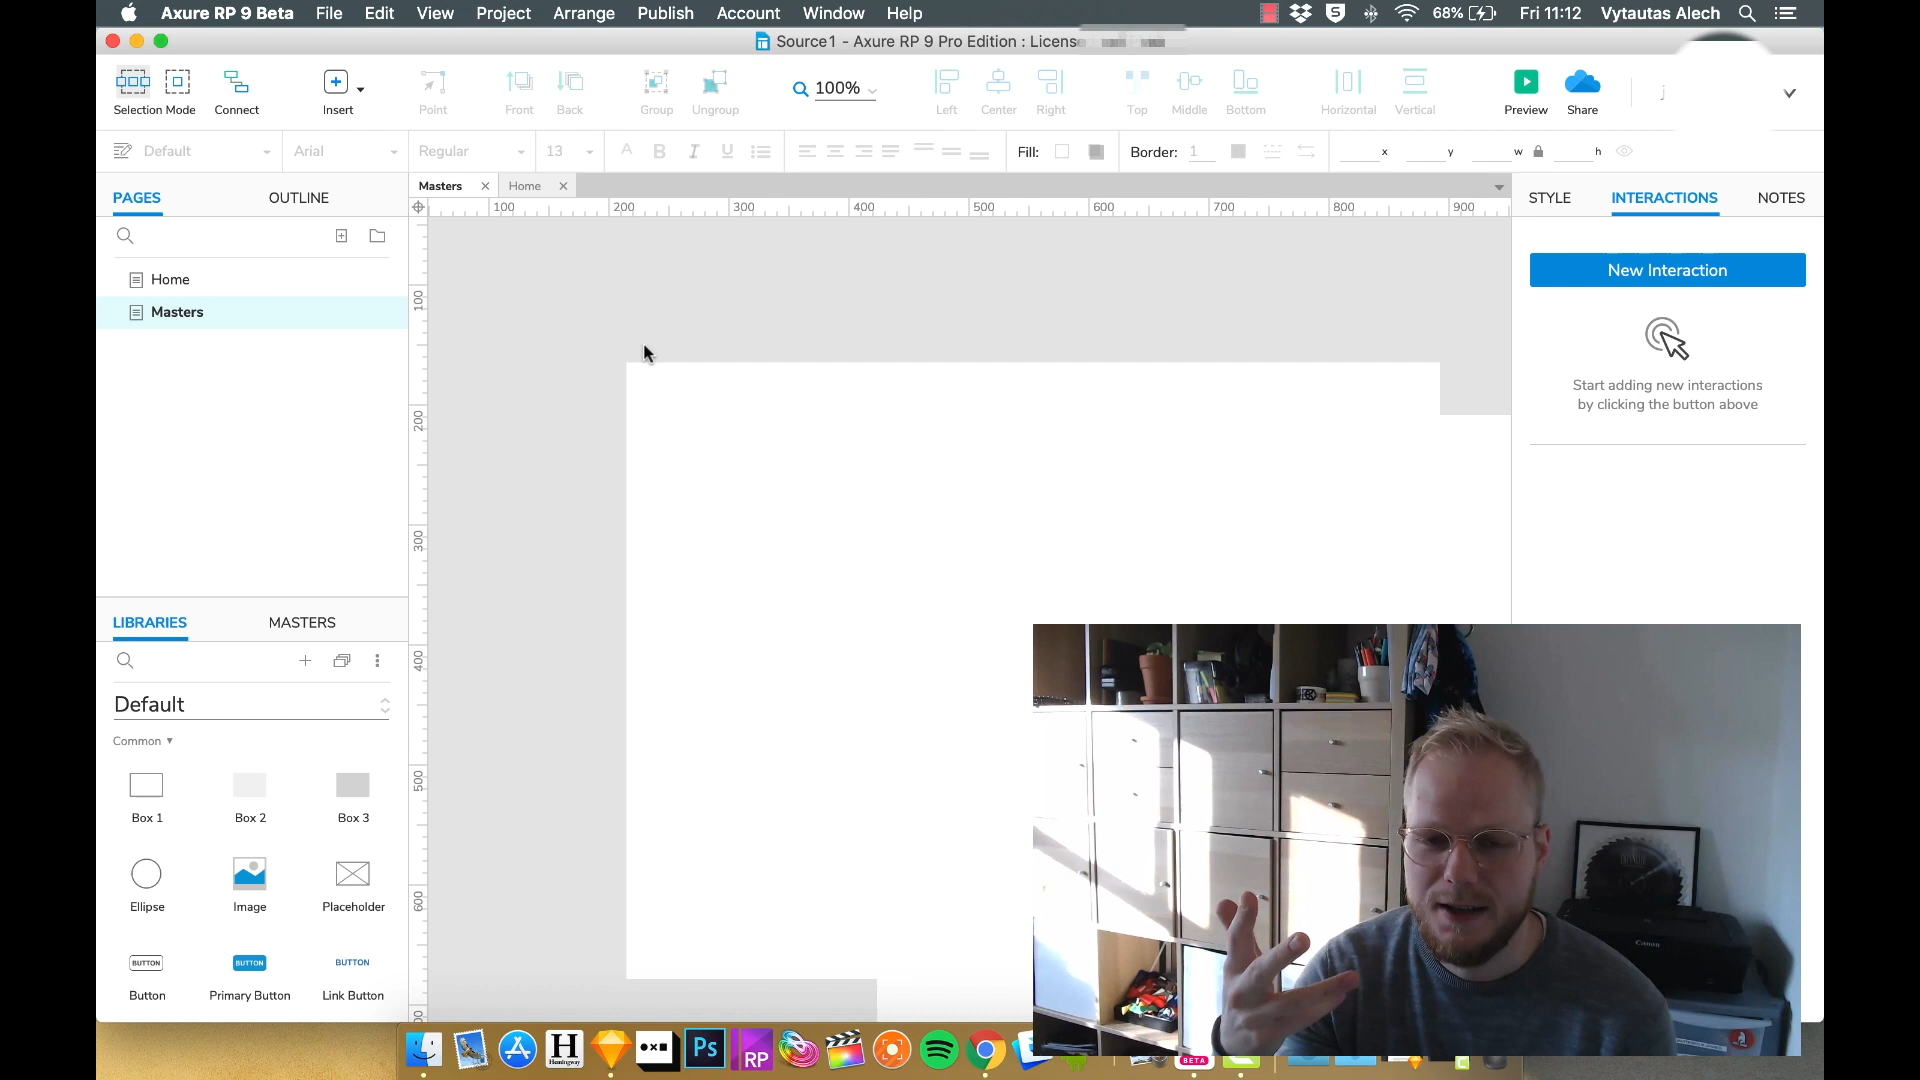 Axure RP 9 Beta File Edit View Project Arrange Publish Account Window Help 68% Fri 11:12 Vytautas Alech
Source1 - Axure RP 9 Pro Edition : License
Selection Mode Connect Insert Point Front Back Group Ungroup 100% Left Center Right Top Middle Bottom Horizontal Vertical Preview Share
Default Arial Regular 13 Fill: Border: 1 x y w h
PAGES OUTLINE
Masters Home
STYLE INTERACTIONS NOTES
100 200 300 400 500 600 700 800 900
Home
Masters
New Interaction
Start adding new interactions
by clicking the button above
100
200
300
400
500
600
LIBRARIES MASTERS
Default
Common
Box 1 Box 2 Box 3
Ellipse Image Placeholder
BUTTON BUTTON BUTTON
Button Primary Button Link Button
Canon
H Ps RP
Hemingway
BETA